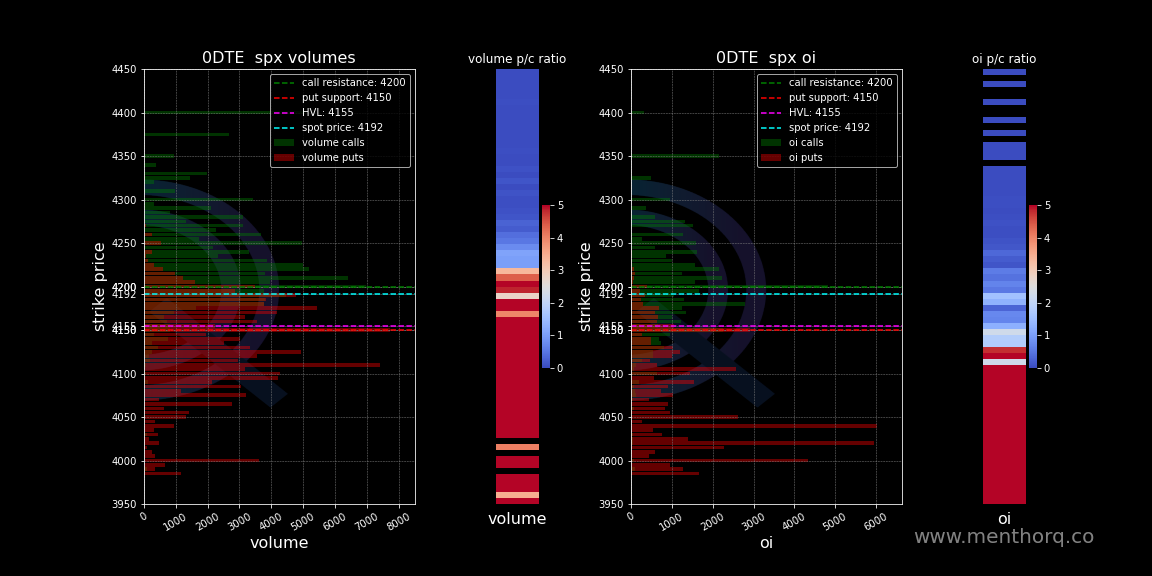 0DTE  spx volumes
4450
4400
4350
4300
4250
4200
4192
4155
4150
4100
4050
4000
3950
strike price
call resistance: 4200
put support: 4150
HVL: 4155
spot price: 4192
volume calls
volume puts
0 1000 2000 3000 4000 5000 6000 7000 8000
volume
volume p/c ratio
5
4
3
2
1
0
volume
0DTE  spx oi
4450
4400
4350
4300
4250
4200
4192
4155
4150
4100
4050
4000
3950
strike price
call resistance: 4200
put support: 4150
HVL: 4155
spot price: 4192
oi calls
oi puts
0 1000 2000 3000 4000 5000 6000
oi
oi p/c ratio
5
4
3
2
1
0
oi
www.menthorq.co